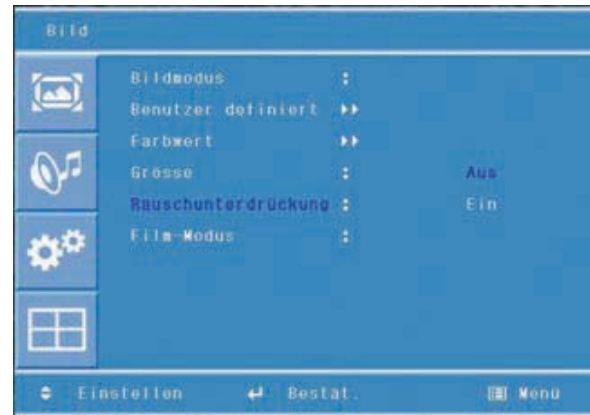 Bild
Bildmodus :
Benutzer definiert
Farbwert
Grösse : Aus
Rauschunterdrückung : Ein
Film-Modus :
Einstellen Bestät. Menü